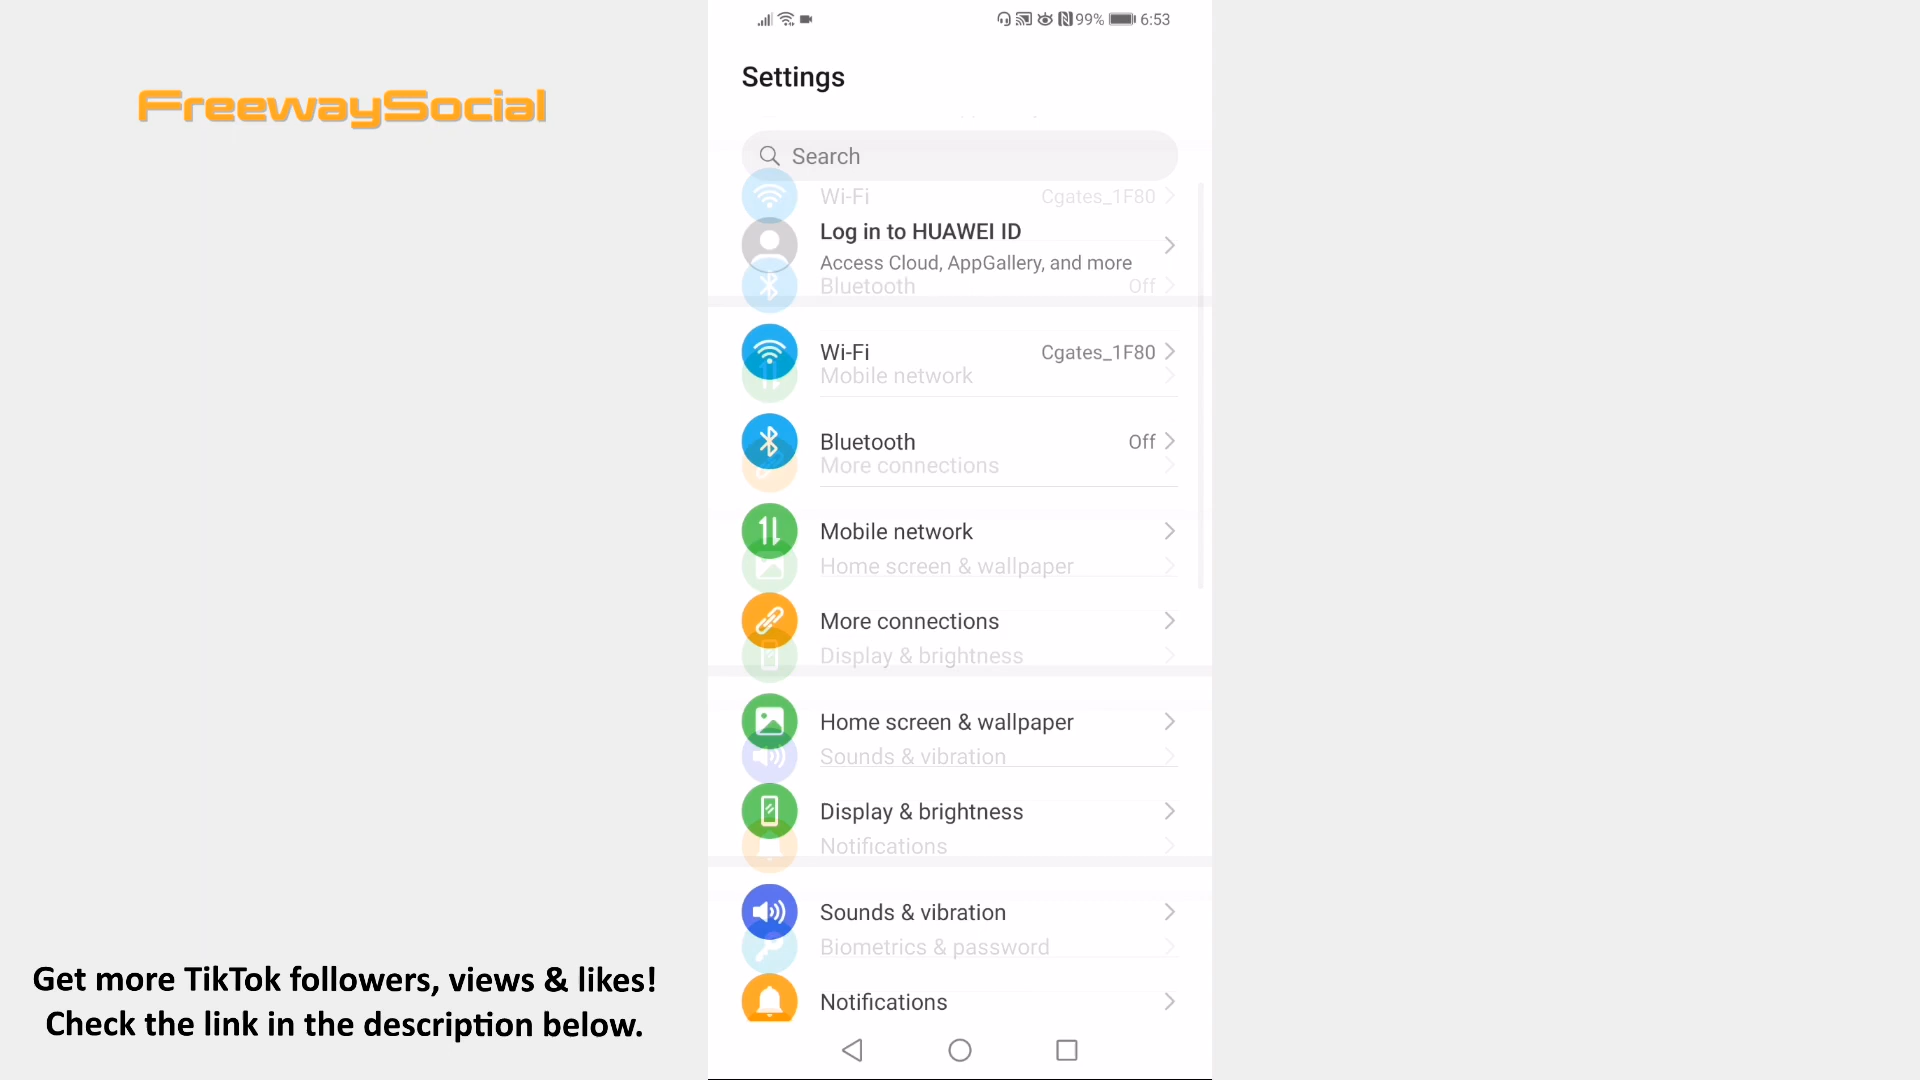 99% 6:53
Settings
FreewaySocial
Search
Wi-Fi Cgates_1F80
Log in to HUAWEI ID
Access Cloud, AppGallery, and more
Bluetooth Off
Wi-Fi Cgates_1F80
Mobile network
Bluetooth Off
More connections
Mobile network
Home screen & wallpaper
More connections
Display & brightness
Home screen & wallpaper
Sounds & vibration
Display & brightness
Notifications
Sounds & vibration
Biometrics & password
Notifications
Get more TikTok followers, views & likes!
Check the link in the description below.